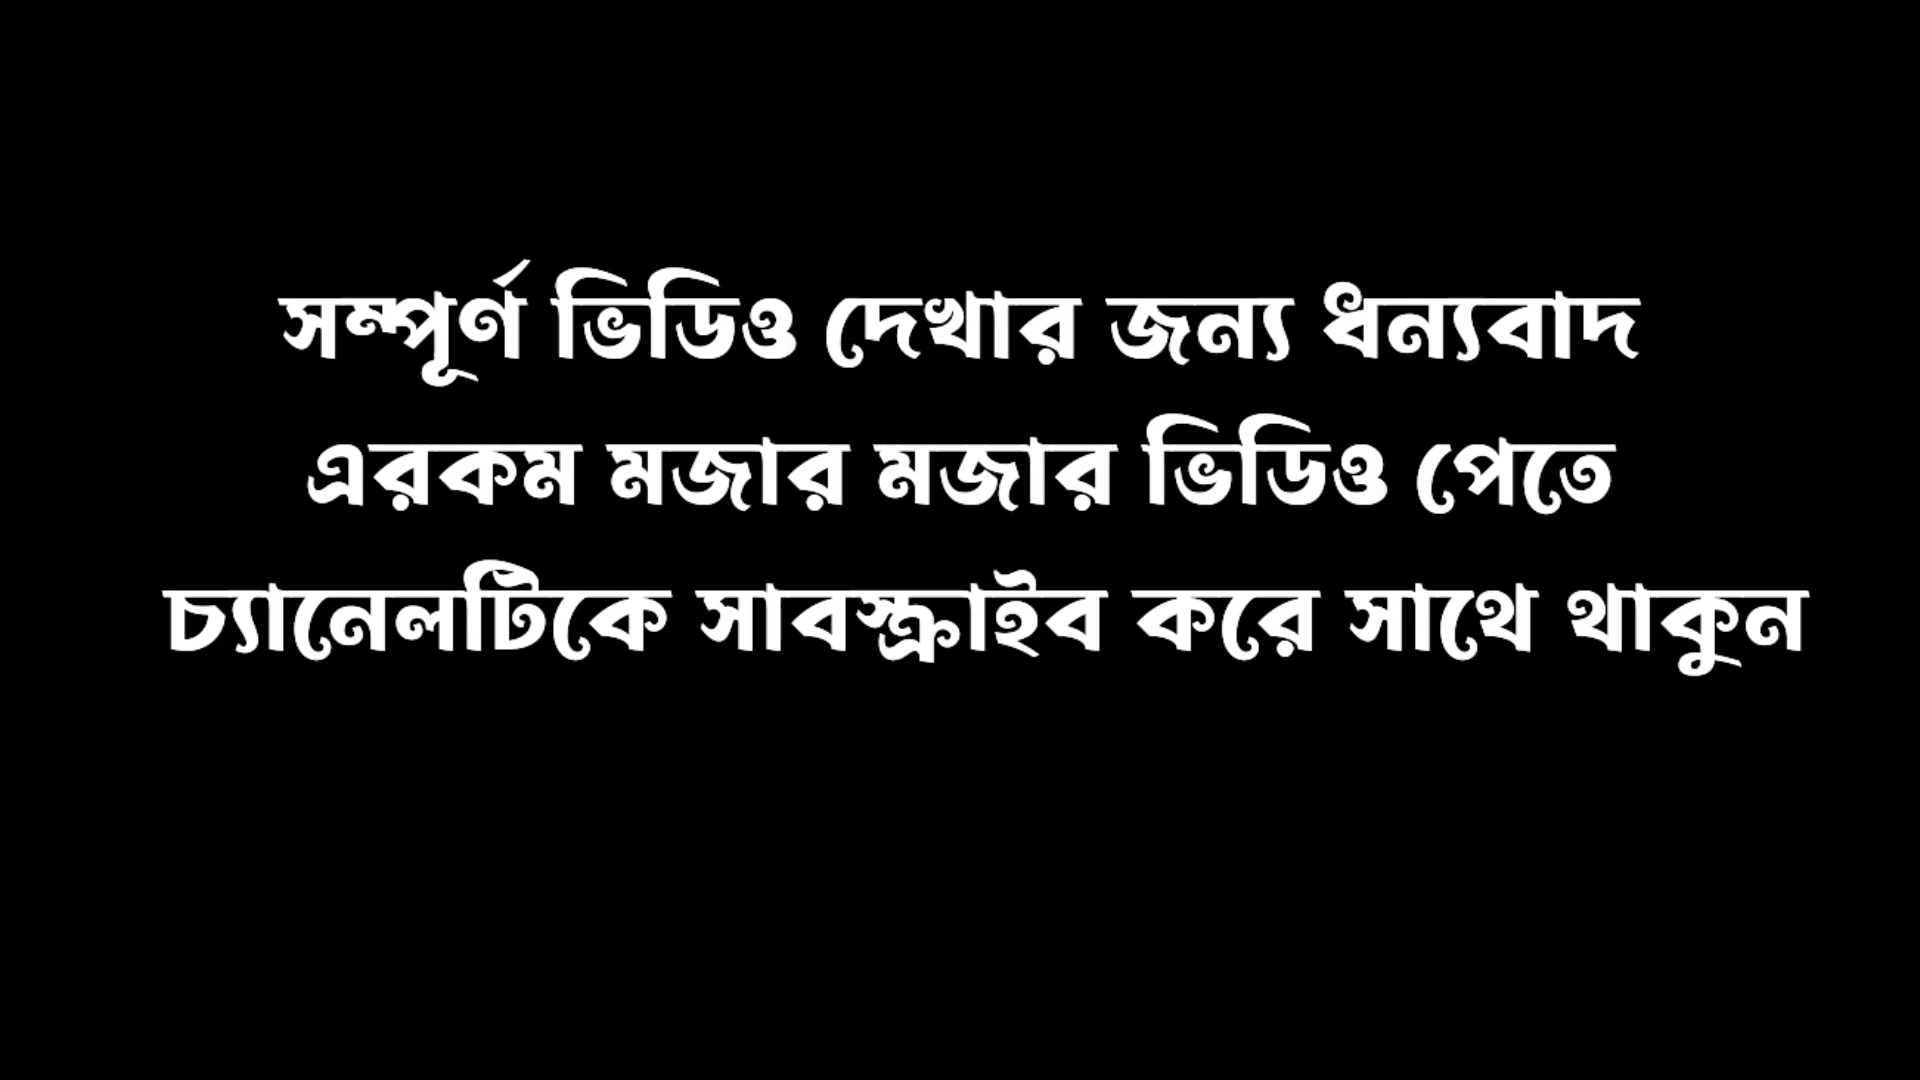 সম্পূর্ণ ভিডিও দেখার জন্য ধন্যবাদ
এরকম মজার মজার ভিডিও পেতে
চ্যানেলটিকে সাবস্ক্রাইব করে সাথে থাকুন